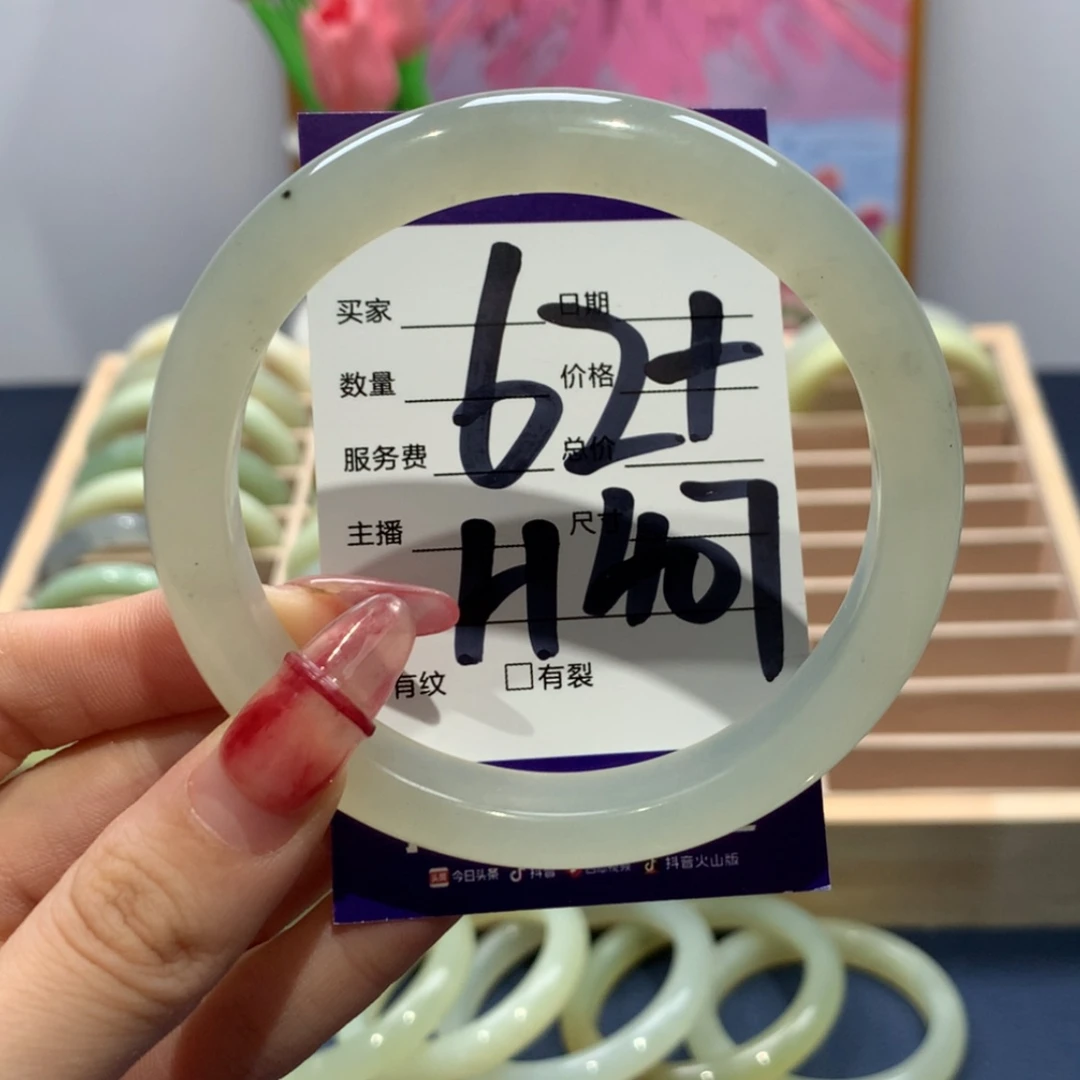 买家 日期
62+
数量 价格
服务费 总价
主播 尺寸
H407
有纹 □有裂
今日头条 抖音 抖音火山版